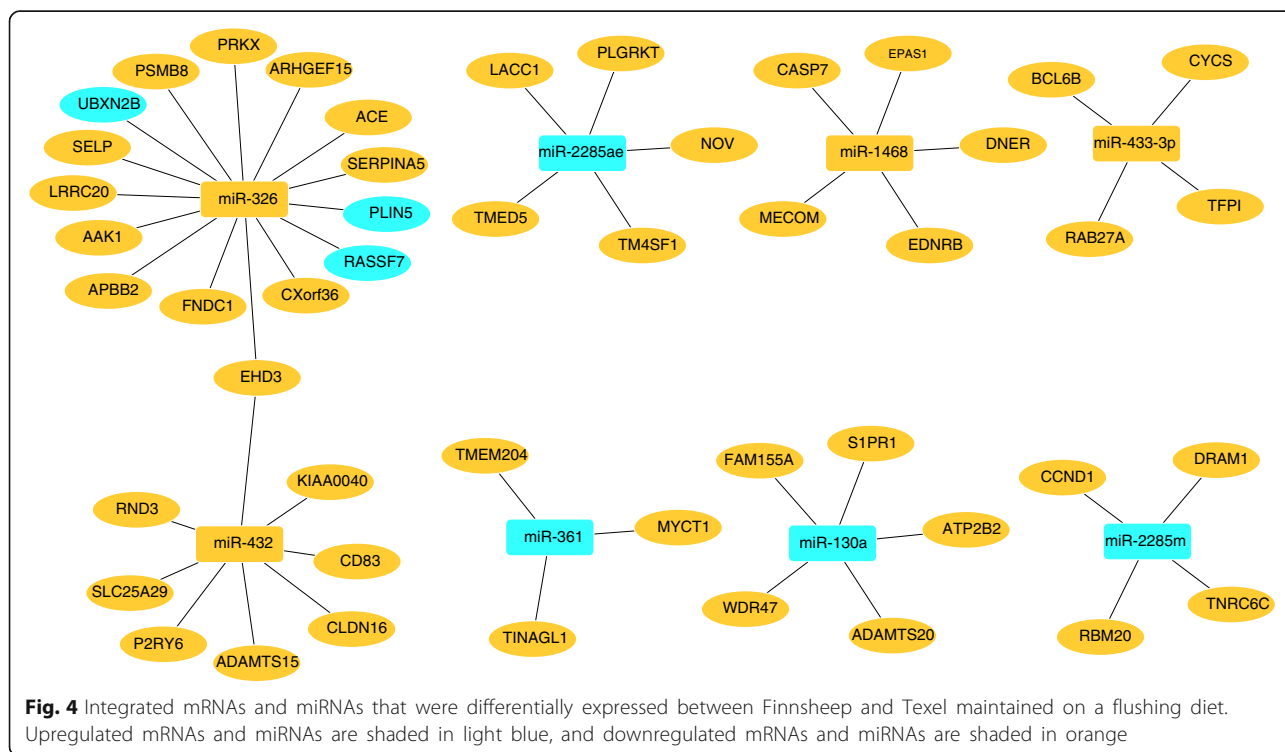 PRKX
PSMB8
ARHGEF15
UBXN2B
ACE
SELP
SERPINA5
LRRC20
miR-326
PLIN5
AAK1
RASSF7
APBB2
FNDC1
CXorf36
EHD3
KIAA0040
RND3
miR-432
CD83
SLC25A29
CLDN16
P2RY6
ADAMTS15
PLGRKT
LACC1
miR-2285ae
NOV
TMED5
TM4SF1
EPAS1
CASP7
DNER
miR-1468
MECOM
EDNRB
CYCS
BCL6B
miR-433-3p
TFPI
RAB27A
TMEM204
MYCT1
miR-361
TINAGL1
S1PR1
FAM155A
ATP2B2
miR-130a
WDR47
ADAMTS20
DRAM1
CCND1
miR-2285m
TNRC6C
RBM20
Fig. 4 Integrated mRNAs and miRNAs that were differentially expressed between Finnsheep and Texel maintained on a flushing diet.
Upregulated mRNAs and miRNAs are shaded in light blue, and downregulated mRNAs and miRNAs are shaded in orange